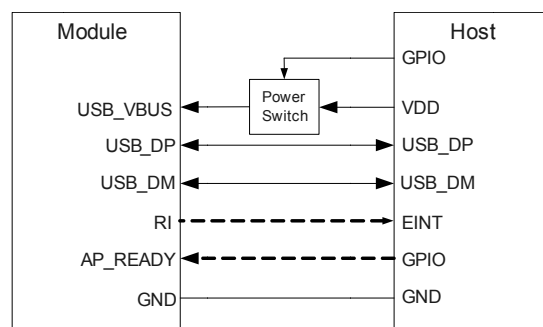 Module
Host
GPIO
Power
Switch
USB_VBUS
VDD
USB_DP
USB_DP
USB_DM
USB_DM
RI
EINT
AP_READY
GPIO
GND
GND